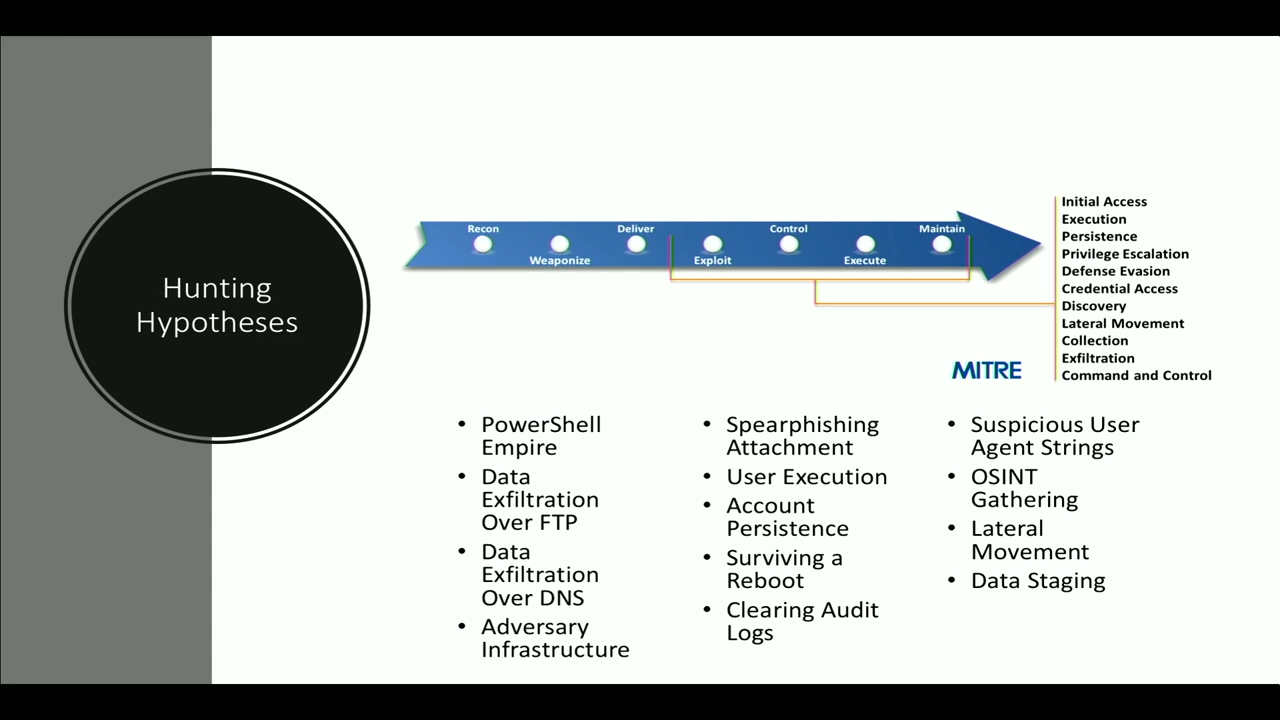 Hunting
Hypotheses
Recon
Weaponize
Deliver
Exploit
Control
Execute
Maintain
Initial Access
Execution
Persistence
Privilege Escalation
Defense Evasion
Credential Access
Discovery
Lateral Movement
Collection
Exfiltration
Command and Control
MITRE
• PowerShell
Empire
• Data
Exfiltration
Over FTP
• Data
Exfiltration
Over DNS
• Adversary
Infrastructure
• Spearphishing
Attachment
• User Execution
• Account
Persistence
• Surviving a
Reboot
• Clearing Audit
Logs
• Suspicious User
Agent Strings
• OSINT
Gathering
• Lateral
Movement
• Data Staging